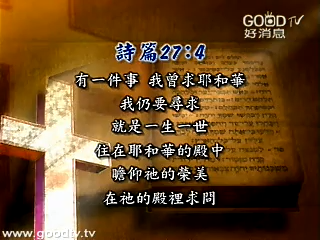 GOOD TV
好消息
詩篇27:4
有一件事 我曾求耶和華
我仍要尋求
就是一生一世
住在耶和華的殿中
瞻仰祂的榮美
在祂的殿裡求問
www.goodtv.tv